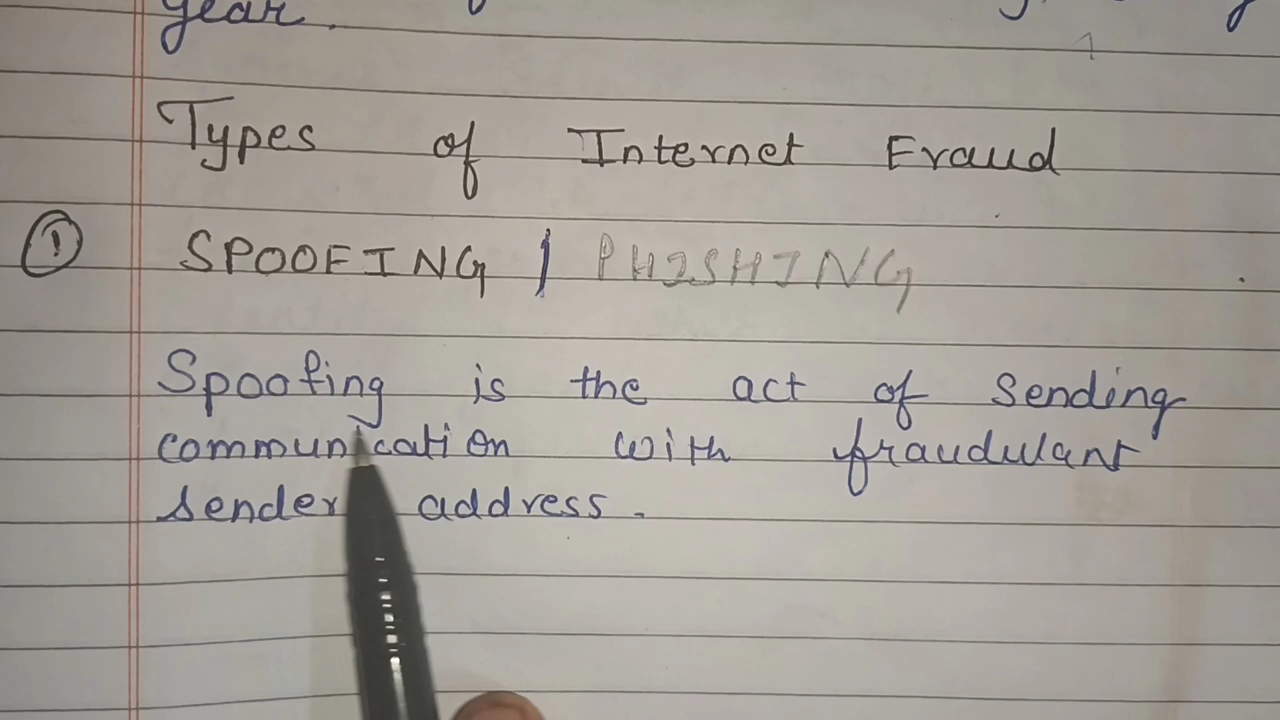 year.
Types of Internet Fraud
① SPOOFING / PHISHING
Spoofing is the act of Sending
communication with fraudulant
sender address.